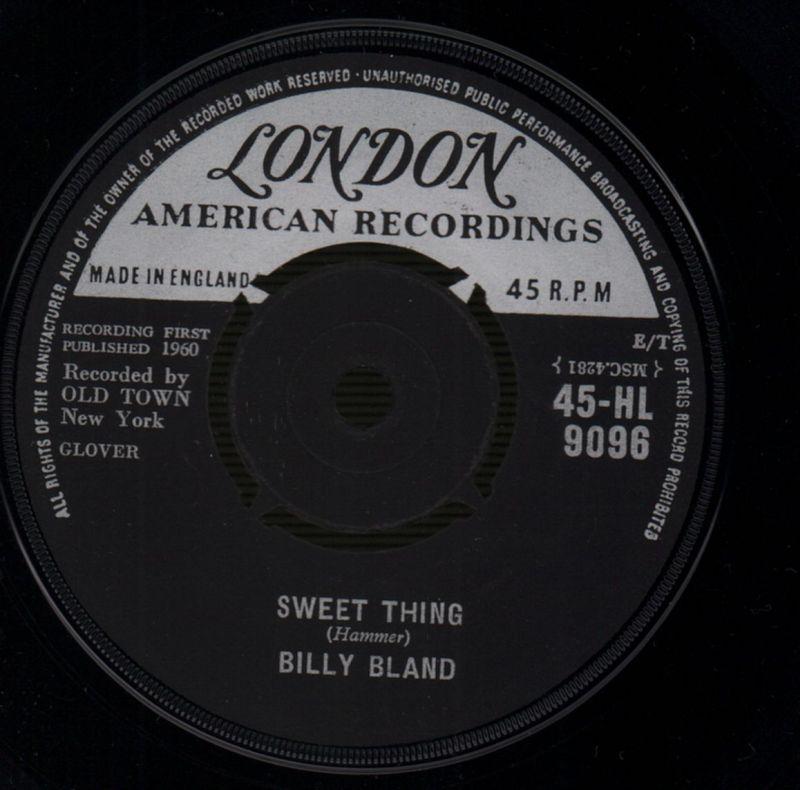 ALL RIGHTS OF THE MANUFACTURER AND OF THE OWNER OF THE RECORDED WORK RESERVED · UNAUTHORISED PUBLIC PERFORMANCE BROADCASTING AND COPYING OF THIS RECORD PROHIBITED
LONDON
AMERICAN RECORDINGS
MADE IN ENGLAND
45 R.P.M
RECORDING FIRST
PUBLISHED 1960
Recorded by
OLD TOWN
New York
GLOVER
E/T
{ MSC.4281 }
45-HL
9096
SWEET THING
(Hammer)
BILLY BLAND